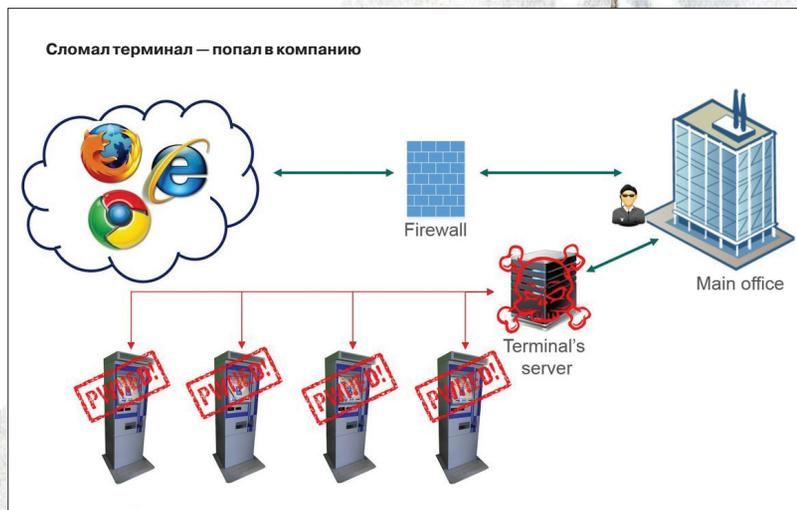 Сломал терминал — попал в компанию
Firewall
Main office
Terminal's
server
PWNED!
PWNED!
PWNED!
PWNED!